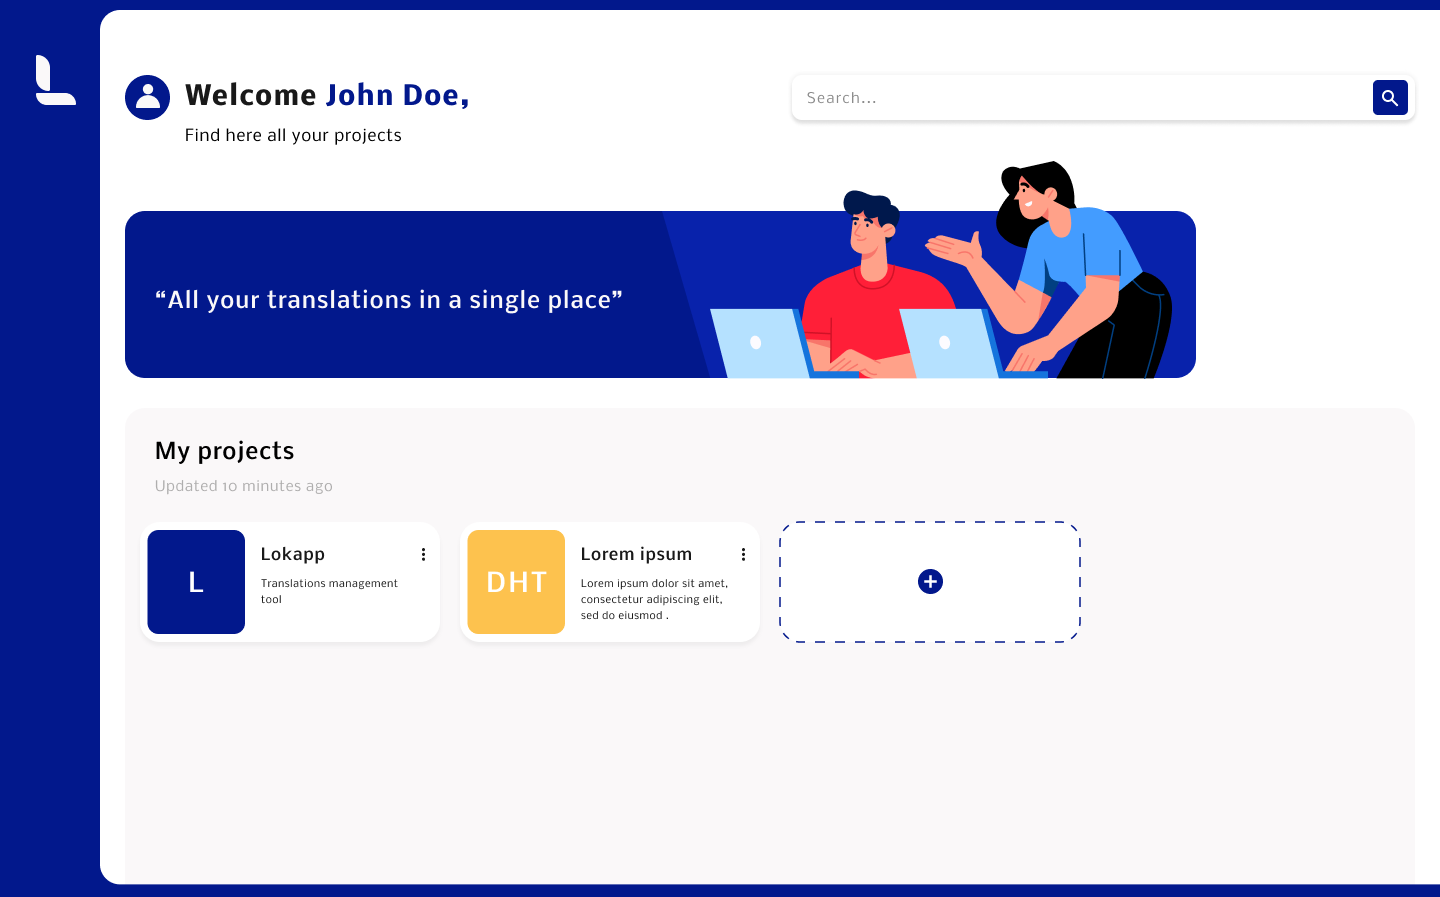 Welcome John Doe,
Find here all your projects
Search...
“All your translations in a single place”
My projects
Updated 10 minutes ago
L
Lokapp
Translations management
tool
DHT
Lorem ipsum
Lorem ipsum dolor sit amet,
consectetur adipiscing elit,
sed do eiusmod .